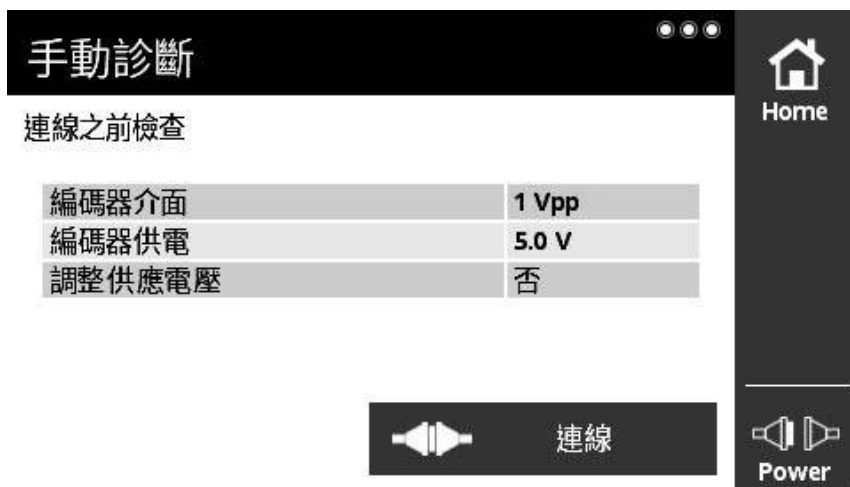 手動診斷
Home
連線之前檢查
編碼器介面 1 Vpp
編碼器供電 5.0 V
調整供應電壓 否
連線
Power